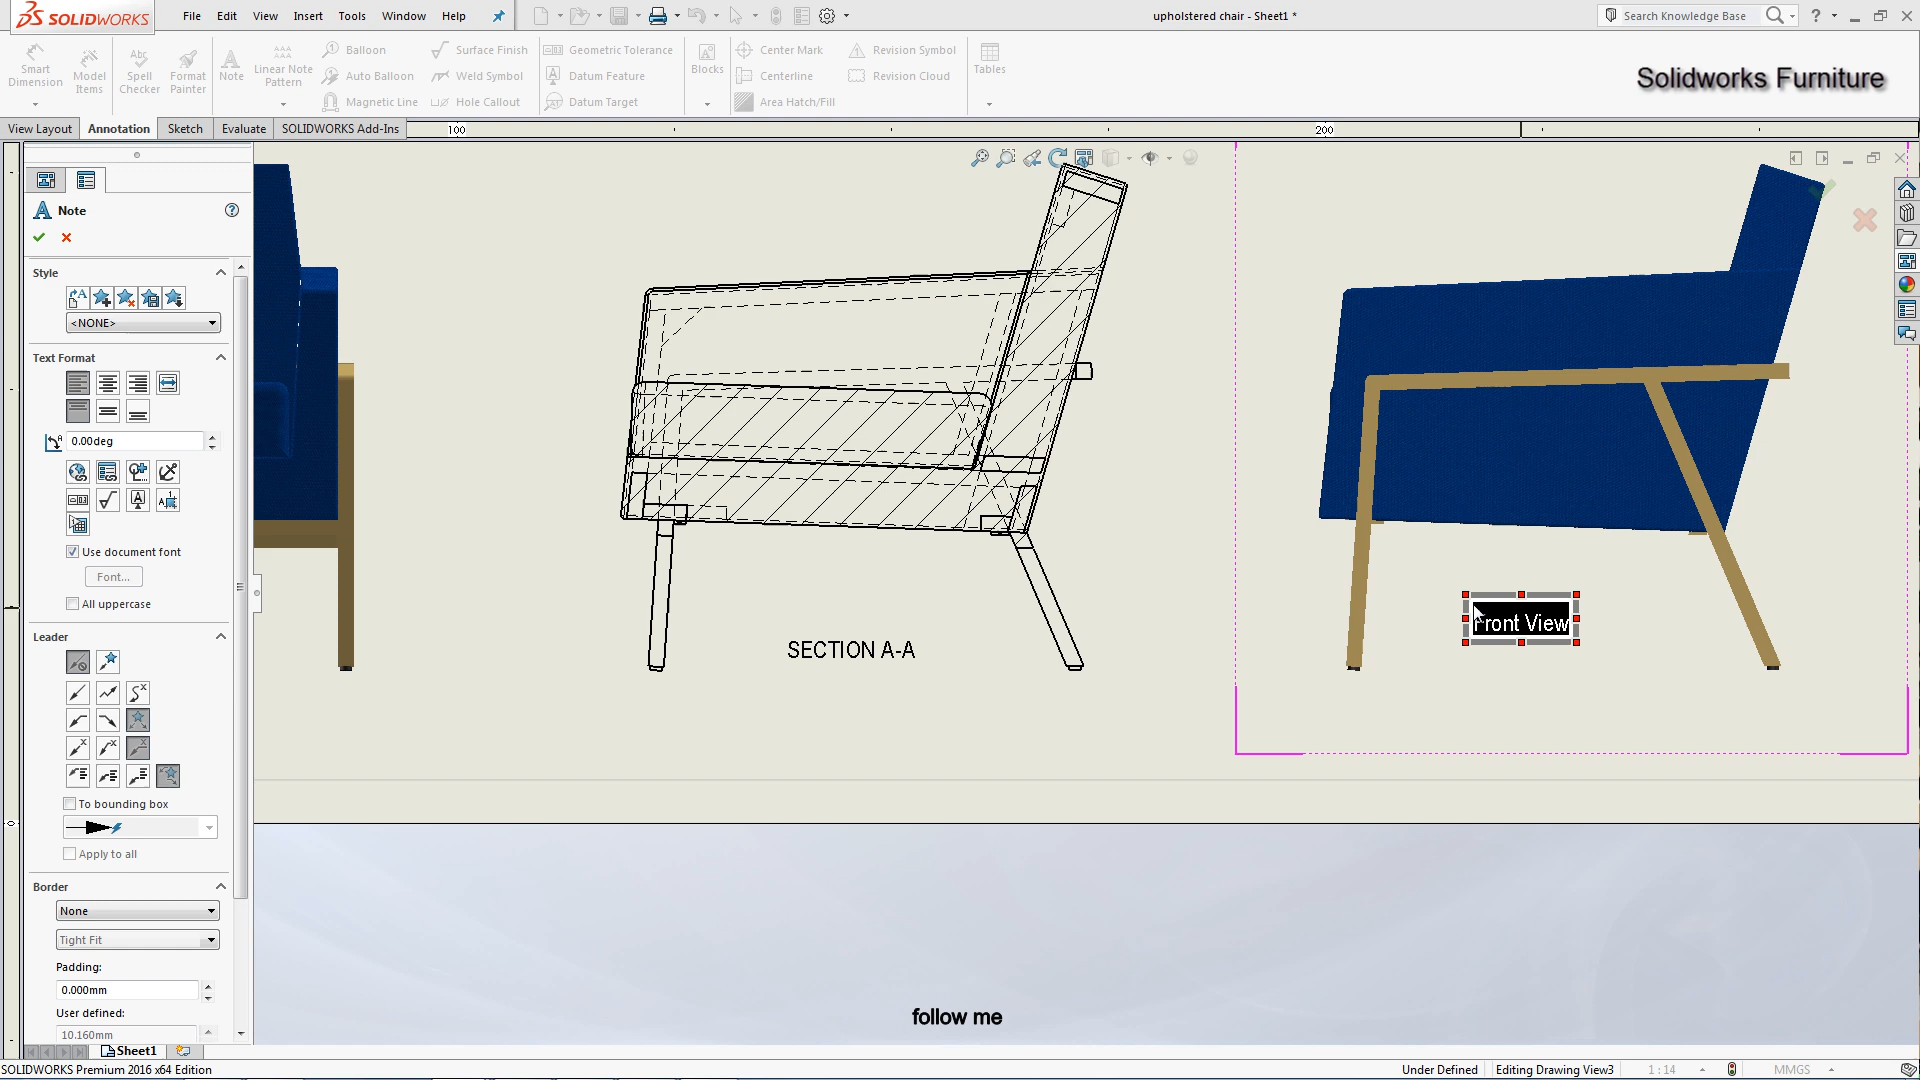 SOLIDWORKS
File Edit View Insert Tools Window Help
upholstered chair - Sheet1 *
Search Knowledge Base
Smart Dimension
Model Items
Abc
Spell Checker
Format Painter
Note
Linear Note Pattern
Balloon
Auto Balloon
Magnetic Line
Surface Finish
Weld Symbol
Hole Callout
Geometric Tolerance
Datum Feature
Datum Target
Blocks
Center Mark
Centerline
Area Hatch/Fill
Revision Symbol
Revision Cloud
Tables
Solidworks Furniture
View Layout Annotation Sketch Evaluate SOLIDWORKS Add-Ins
100
200
Note
Style
<NONE>
Text Format
0.00deg
Use document font
Font...
All uppercase
Leader
To bounding box
Apply to all
Border
None
Tight Fit
Padding:
0.000mm
User defined:
10.160mm
SECTION A-A
Front View
follow me
Sheet1
SOLIDWORKS Premium 2016 x64 Edition
Under Defined Editing Drawing View3 1 : 14 MMGS